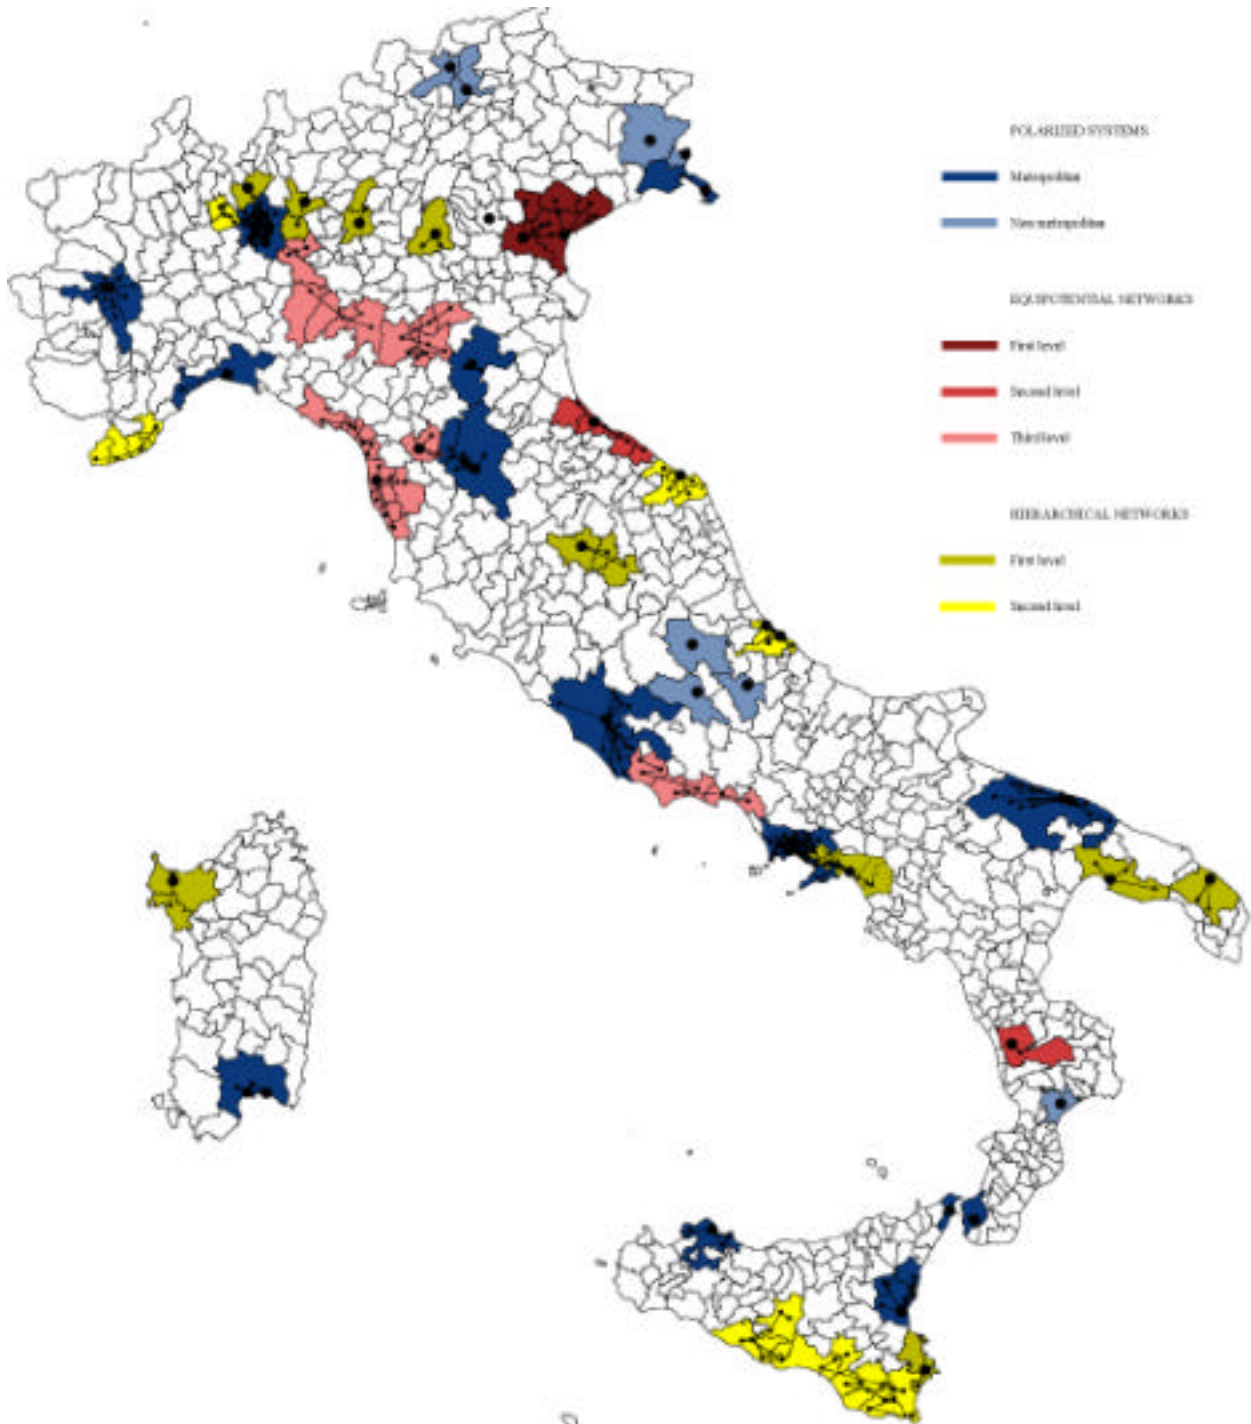 POLARIZED SYSTEMS
Metropolitan
New metropolitan
EQUIPOTENTIAL NETWORKS
First level
Second level
Third level
HIERARCHICAL NETWORKS
First level
Second level